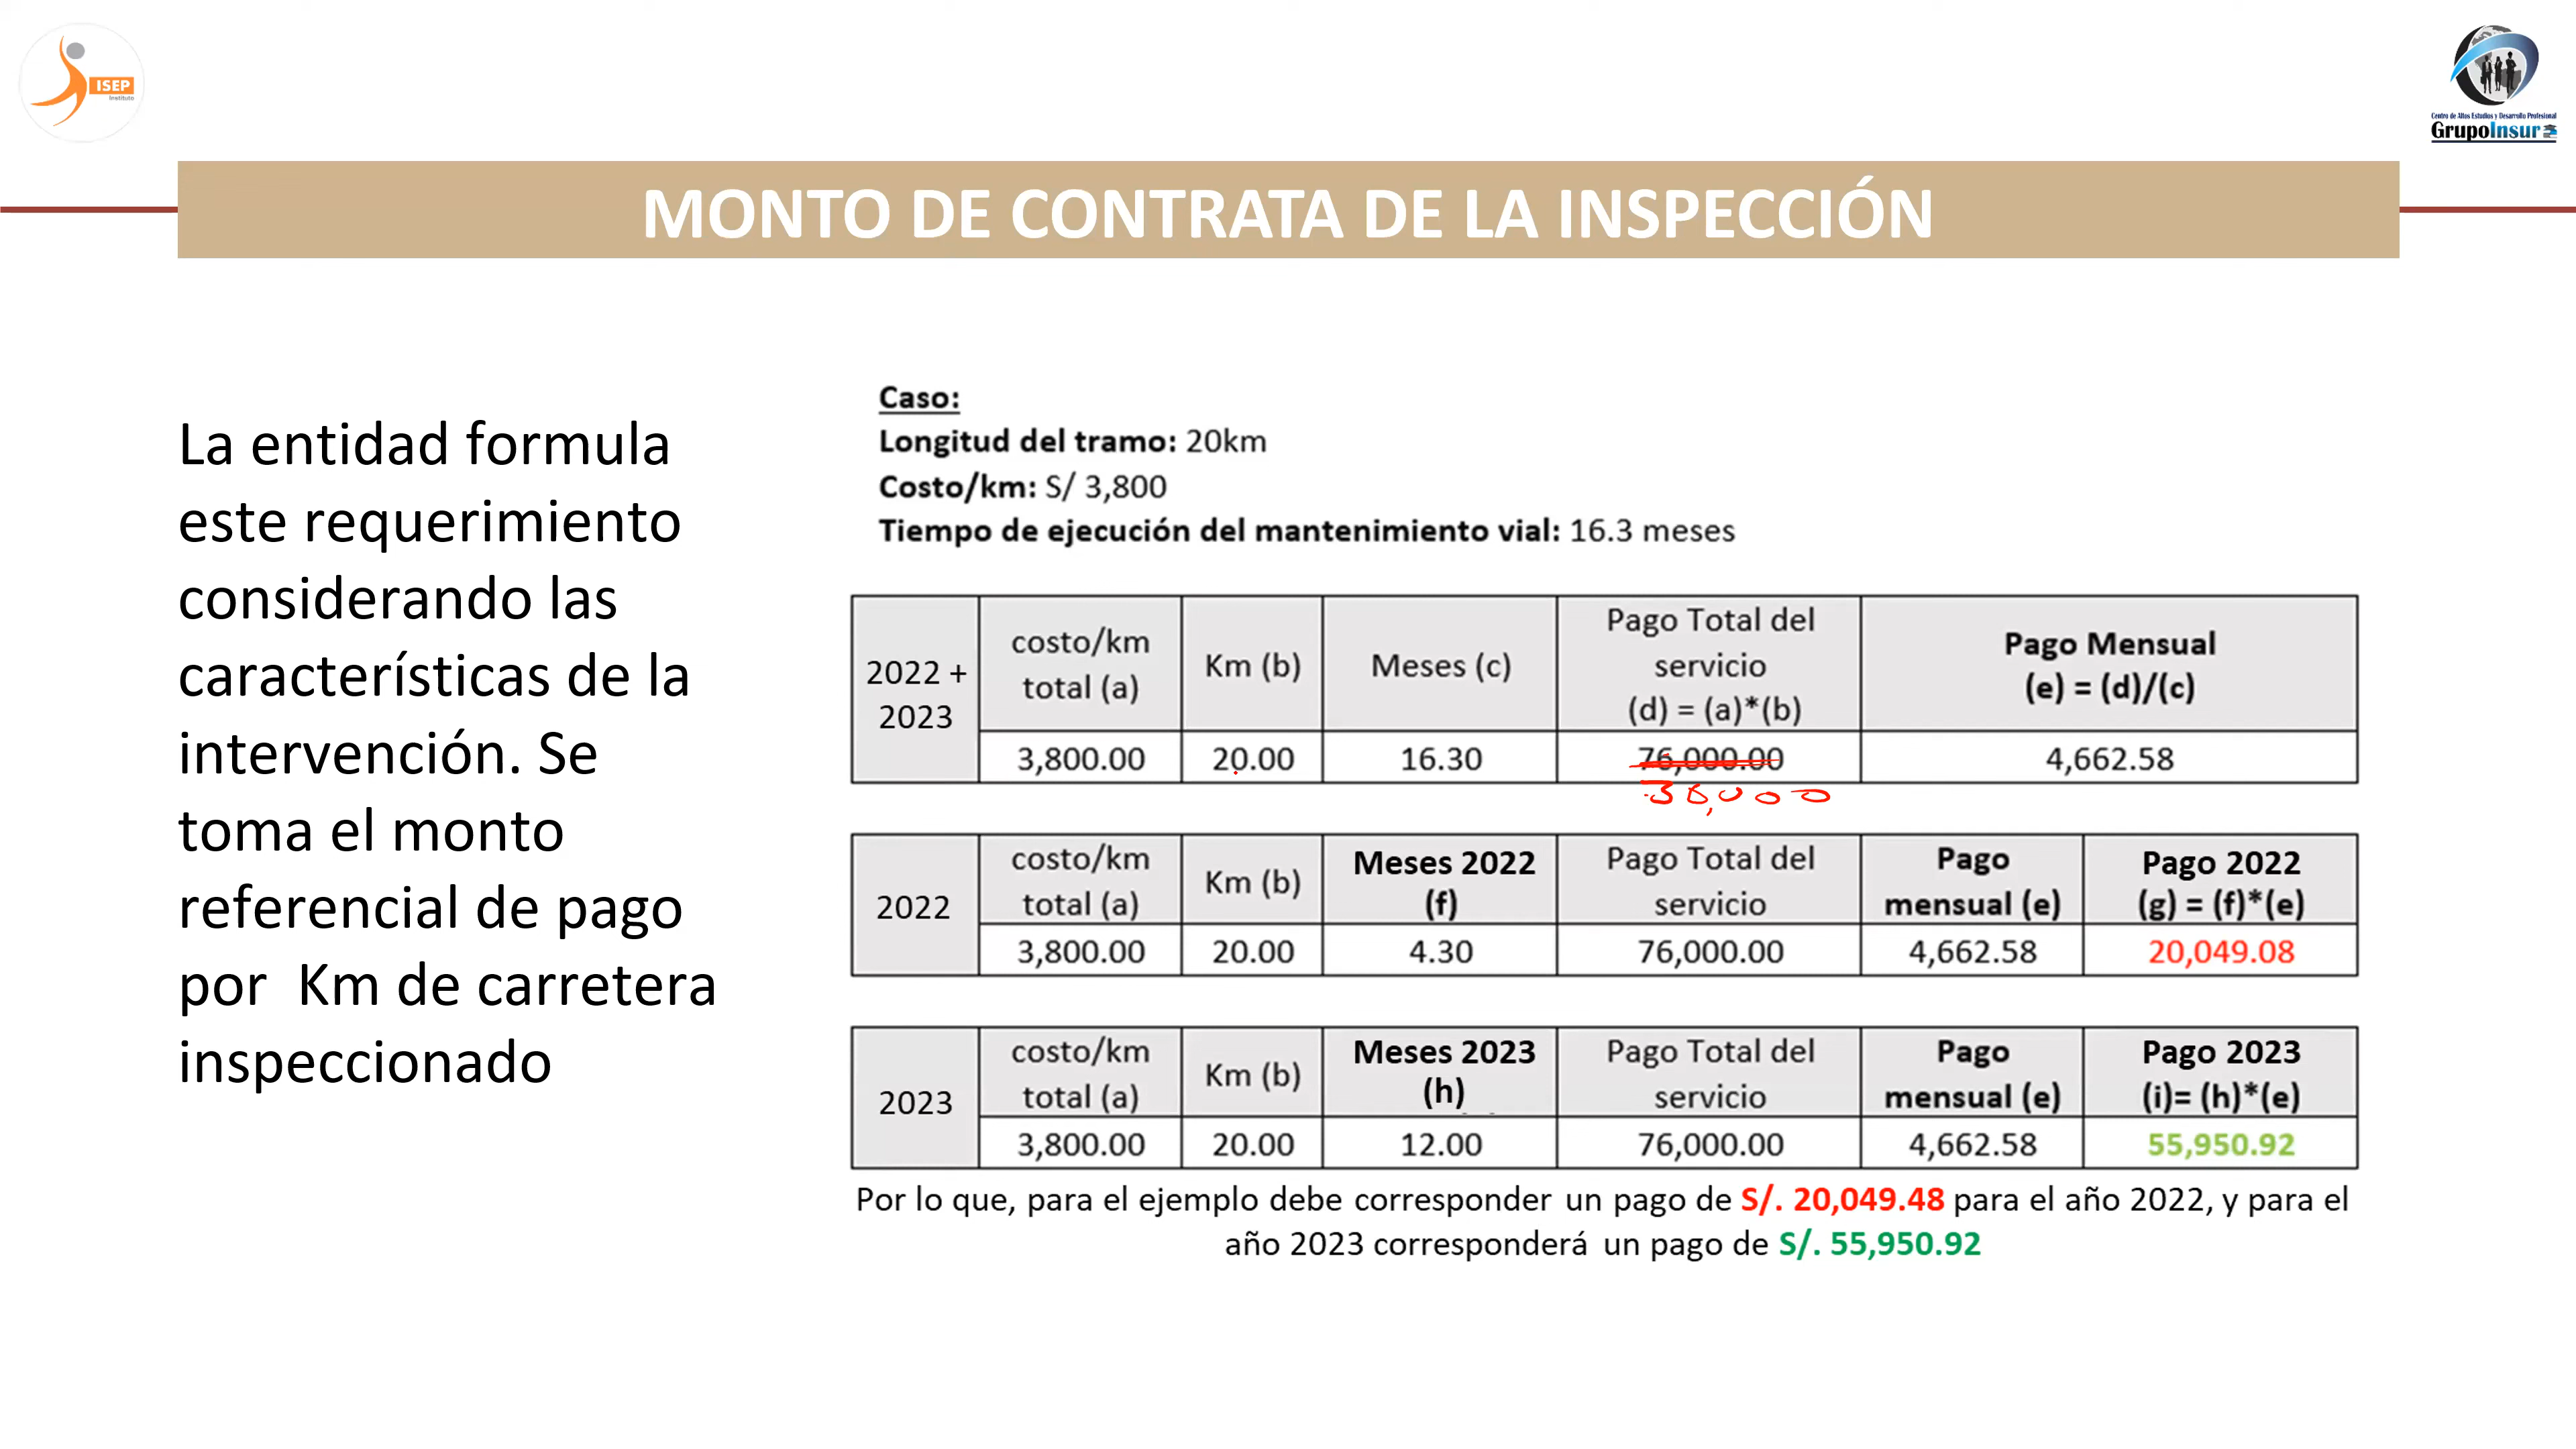 ISEP
Institute
Centro de Altos Estudios y Desarrollo Profesional
GrupoInsur
MONTO DE CONTRATA DE LA INSPECCIÓN
La entidad formula
este requerimiento
considerando las
características de la
intervención. Se
toma el monto
referencial de pago
por Km de carretera
inspeccionado
Caso:
Longitud del tramo: 20km
Costo/km: S/ 3,800
Tiempo de ejecución del mantenimiento vial: 16.3 meses
2022 +
2023
costo/km
total (a)
Km (b)
Meses (c)
Pago Total del
servicio
(d) = (a)*(b)
Pago Mensual
(e) = (d)/(c)
3,800.00
20.00
16.30
76,000.00
4,662.58
2022
costo/km
total (a)
Km (b)
Meses 2022
(f)
Pago Total del
servicio
Pago
mensual (e)
Pago 2022
(g) = (f)*(e)
3,800.00
20.00
4.30
76,000.00
4,662.58
20,049.08
2023
costo/km
total (a)
Km (b)
Meses 2023
(h)
Pago Total del
servicio
Pago
mensual (e)
Pago 2023
(i)= (h)*(e)
3,800.00
20.00
12.00
76,000.00
4,662.58
55,950.92
Por lo que, para el ejemplo debe corresponder un pago de S/. 20,049.48 para el año 2022, y para el
año 2023 corresponderá un pago de S/. 55,950.92